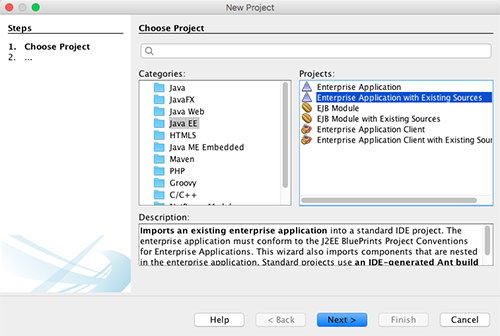 New Project
Steps
1. Choose Project
2. ...
Choose Project
Categories:
Java
JavaFX
Java Web
Java EE
HTML5
Java ME Embedded
Maven
PHP
Groovy
C/C++
Projects:
Enterprise Application
Enterprise Application with Existing Sources
EJB Module
EJB Module with Existing Sources
Enterprise Application Client
Enterprise Application Client with Existing Sour
Description:
Imports an existing enterprise application into a standard IDE project. The
enterprise application must conform to the J2EE BluePrints Project Conventions
for Enterprise Applications. This wizard also imports components that are nested
in the enterprise application. Standard projects use an IDE-generated Ant build
Help
< Back
Next >
Finish
Cancel